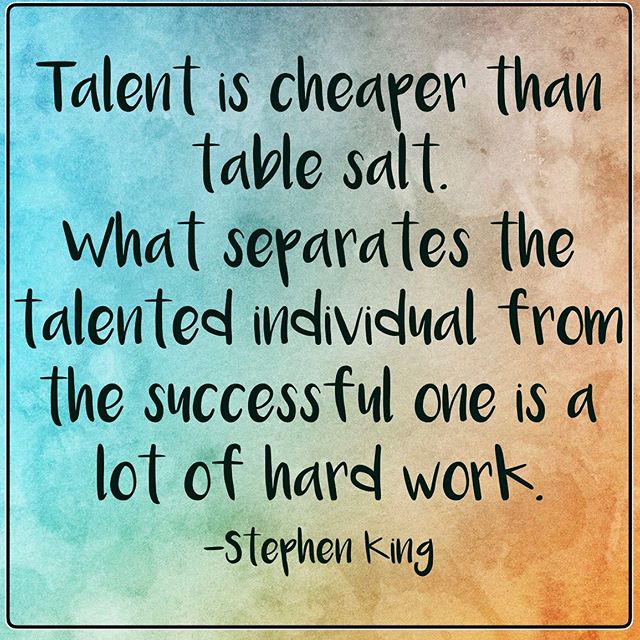 Talent is cheaper than
table salt.
What separates the
talented individual from
the successful one is a
lot of hard work.
-Stephen King